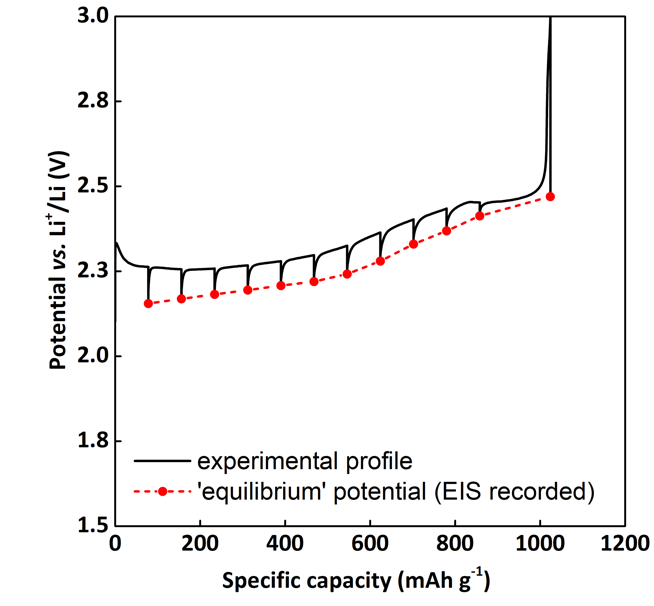 Potential vs. Li⁺/Li (V)
3.0
2.8
2.5
2.3
2.0
1.8
1.5
experimental profile
'equilibrium' potential (EIS recorded)
0 200 400 600 800 1000 1200
Specific capacity (mAh g⁻¹)